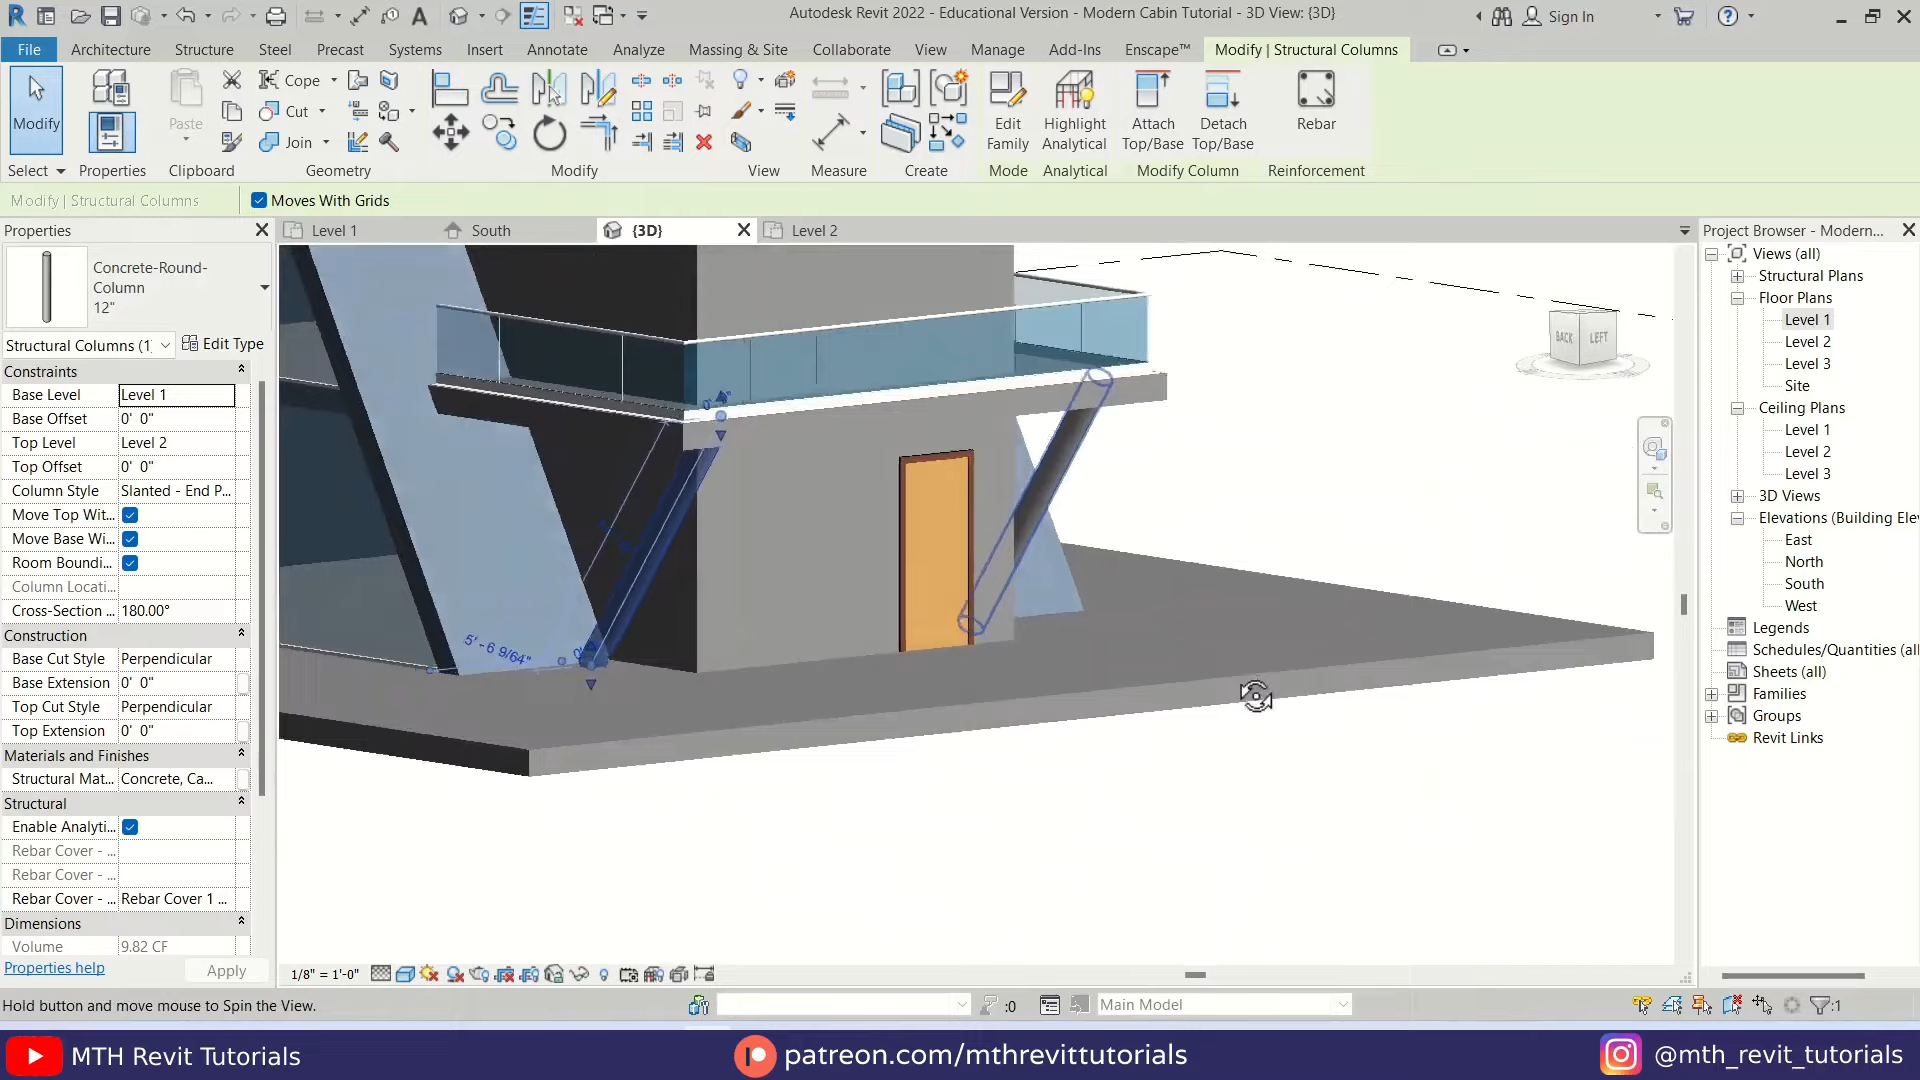 Autodesk Revit 2022 - Educational Version - Modern Cabin Tutorial - 3D View: {3D}
Sign In
File Architecture Structure Steel Precast Systems Insert Annotate Analyze Massing & Site Collaborate View Manage Add-Ins Enscape™ Modify | Structural Columns
Modify
Paste
Cope
Cut
Join
Edit Family
Highlight Analytical
Attach Top/Base
Detach Top/Base
Rebar
Select Properties Clipboard Geometry Modify View Measure Create Mode Analytical Modify Column Reinforcement
Modify | Structural Columns
Moves With Grids
Properties
Level 1
South
{3D}
Level 2
Project Browser - Modern...
Concrete-Round-
Column
12"
Structural Columns (1)
Edit Type
Constraints
Base Level Level 1
Base Offset 0' 0"
Top Level Level 2
Top Offset 0' 0"
Column Style Slanted - End P...
Move Top Wit...
Move Base Wi...
Room Boundi...
Column Locati...
Cross-Section ... 180.00°
Construction
Base Cut Style Perpendicular
Base Extension 0' 0"
Top Cut Style Perpendicular
Top Extension 0' 0"
Materials and Finishes
Structural Mat... Concrete, Ca...
Structural
Enable Analyti...
Rebar Cover - ...
Rebar Cover - ...
Rebar Cover - ... Rebar Cover 1 ...
Dimensions
Volume 9.82 CF
Properties help
Apply
5' - 6 9/64"
BACK
LEFT
Views (all)
Structural Plans
Floor Plans
Level 1
Level 2
Level 3
Site
Ceiling Plans
Level 1
Level 2
Level 3
3D Views
Elevations (Building Ele
East
North
South
West
Legends
Schedules/Quantities (all
Sheets (all)
Families
Groups
Revit Links
1/8" = 1'-0"
Hold button and move mouse to Spin the View.
:0
Main Model
:1
MTH Revit Tutorials
patreon.com/mthrevittutorials
@mth_revit_tutorials